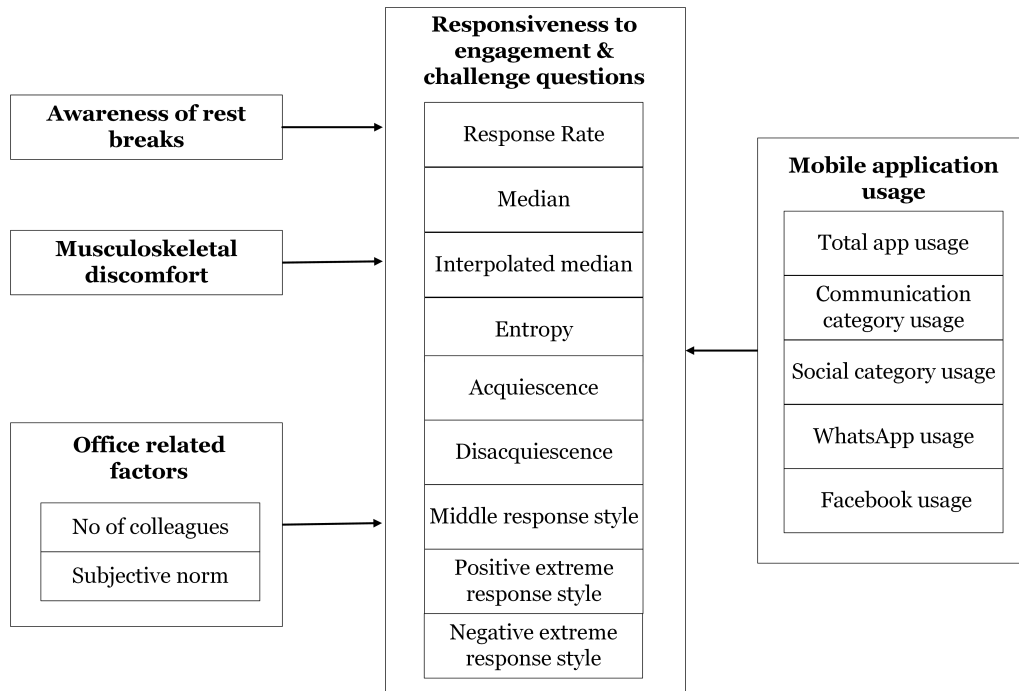 Awareness of rest
breaks
Musculoskeletal
discomfort
Office related
factors
No of colleagues
Subjective norm
Responsiveness to
engagement &
challenge questions
Response Rate
Median
Interpolated median
Entropy
Acquiescence
Disacquiescence
Middle response style
Positive extreme
response style
Negative extreme
response style
Mobile application
usage
Total app usage
Communication
category usage
Social category usage
WhatsApp usage
Facebook usage